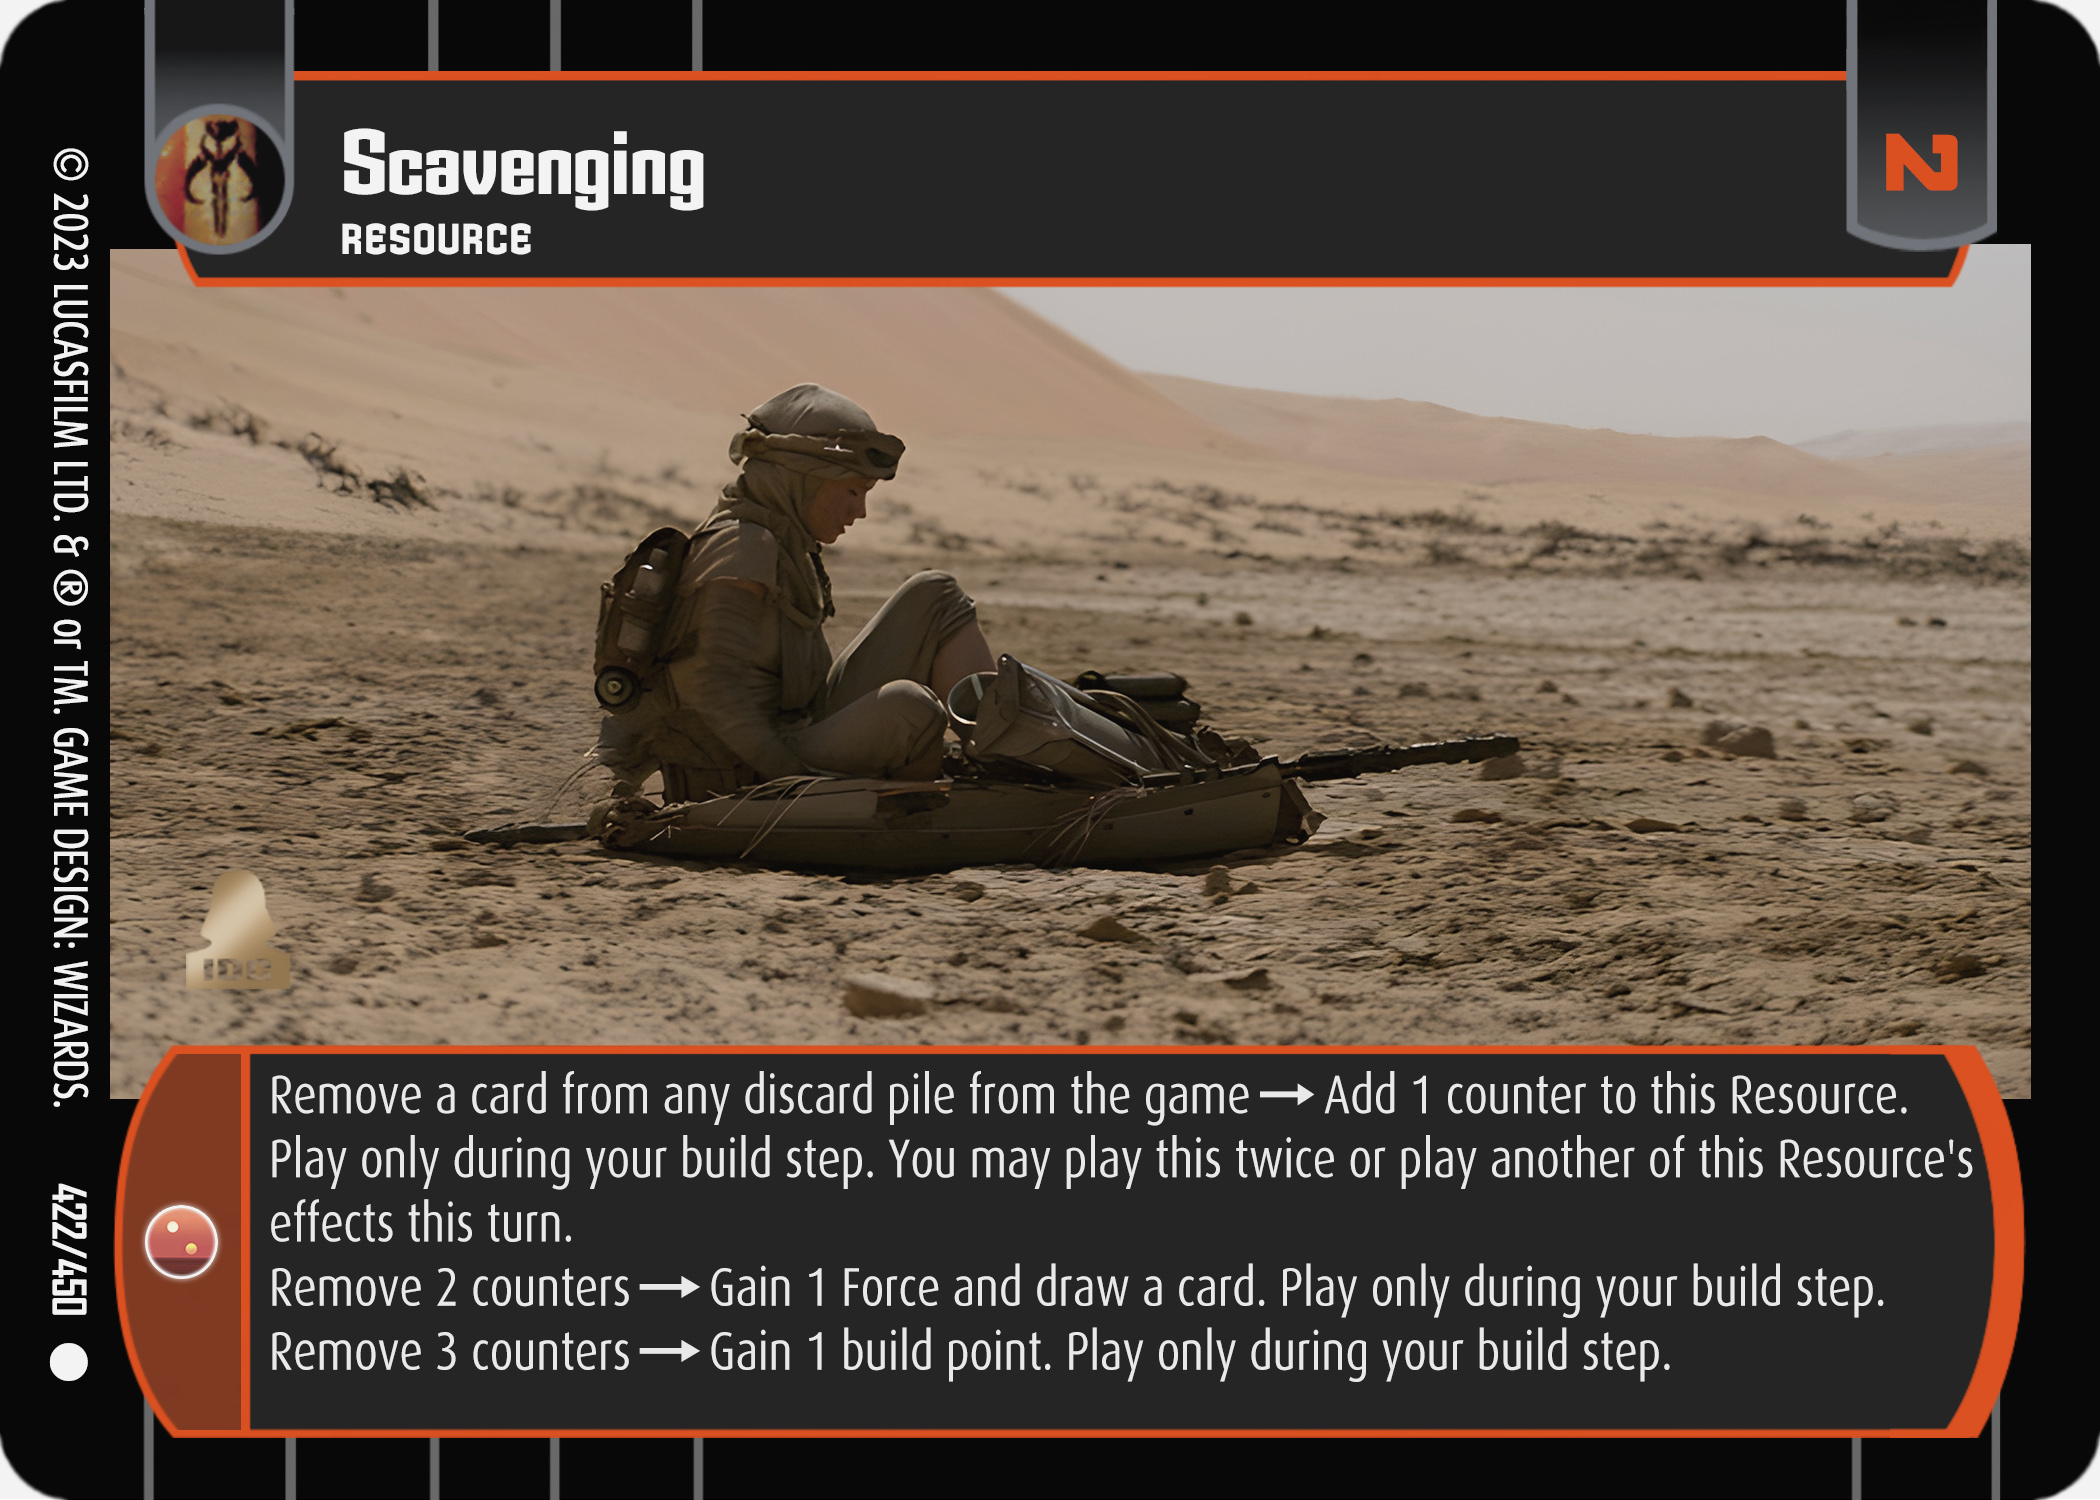 Scavenging
RESOURCE
2
Remove a card from any discard pile from the game → Add 1 counter to this Resource.
Play only during your build step. You may play this twice or play another of this Resource's
effects this turn.
Remove 2 counters → Gain 1 Force and draw a card. Play only during your build step.
Remove 3 counters → Gain 1 build point. Play only during your build step.
© 2023 LUCASFILM LTD. & ® or TM. GAME DESIGN: WIZARDS. 422/450